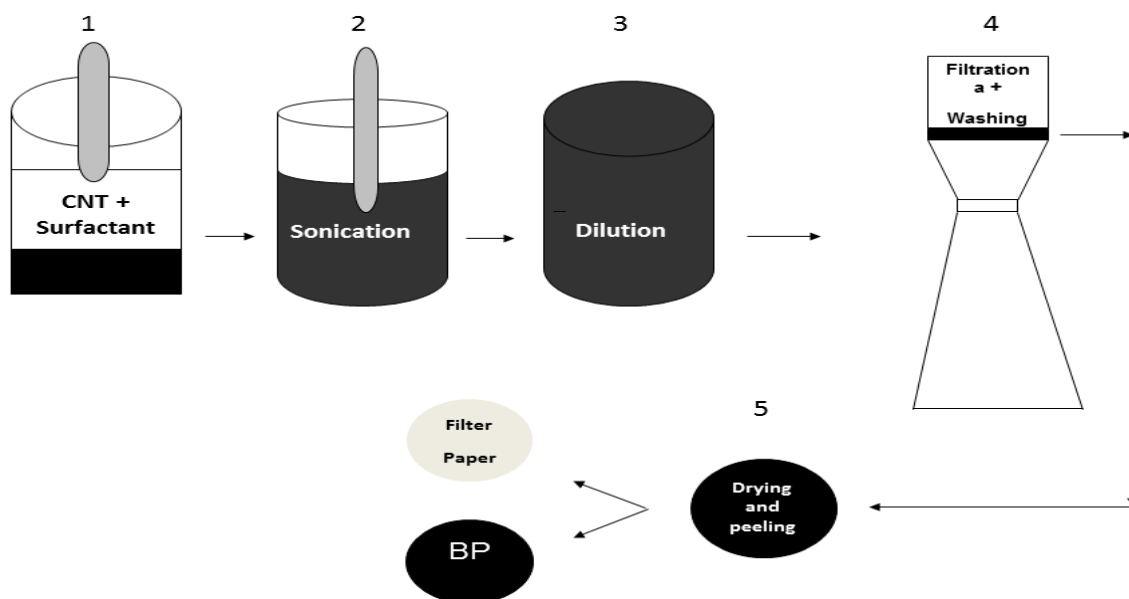 1
2
3
4
CNT +
Surfactant
Sonication
Dilution
Filtration
a +
Washing
5
Filter
Paper
BP
Drying
and
peeling